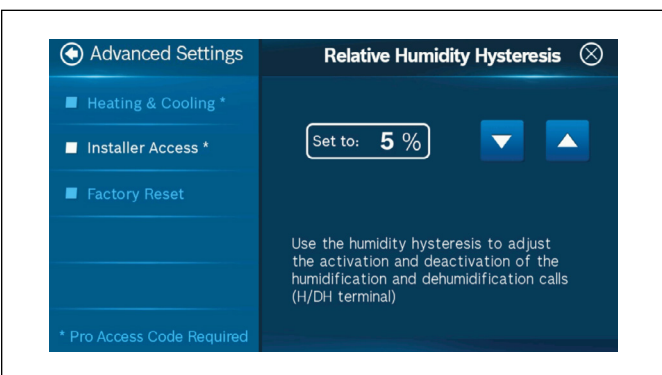 Advanced Settings
Heating & Cooling *
Installer Access *
Factory Reset
* Pro Access Code Required
Relative Humidity Hysteresis
Set to: 5 %
Use the humidity hysteresis to adjust
the activation and deactivation of the
humidification and dehumidification calls
(H/DH terminal)